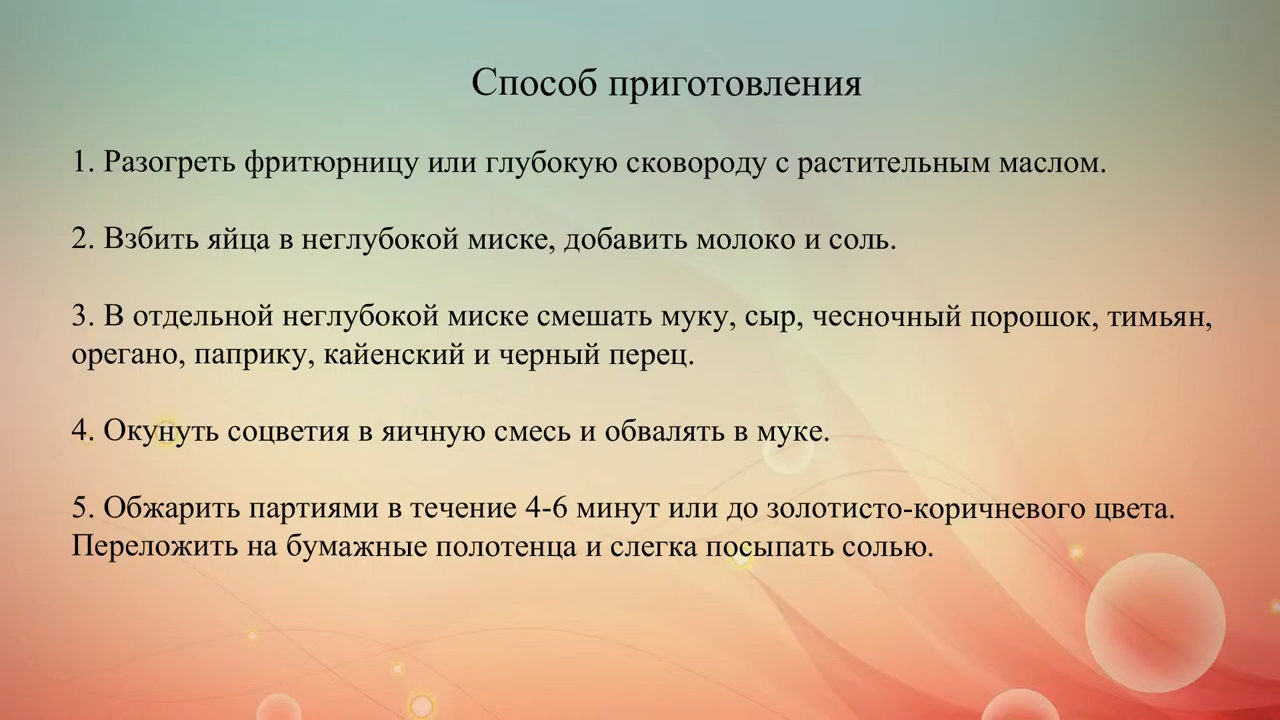 Способ приготовления
1. Разогреть фритюрницу или глубокую сковороду с растительным маслом.
2. Взбить яйца в неглубокой миске, добавить молоко и соль.
3. В отдельной неглубокой миске смешать муку, сыр, чесночный порошок, тимьян,
орегано, паприку, кайенский и черный перец.
4. Окунуть соцветия в яичную смесь и обвалять в муке.
5. Обжарить партиями в течение 4-6 минут или до золотисто-коричневого цвета.
Переложить на бумажные полотенца и слегка посыпать солью.